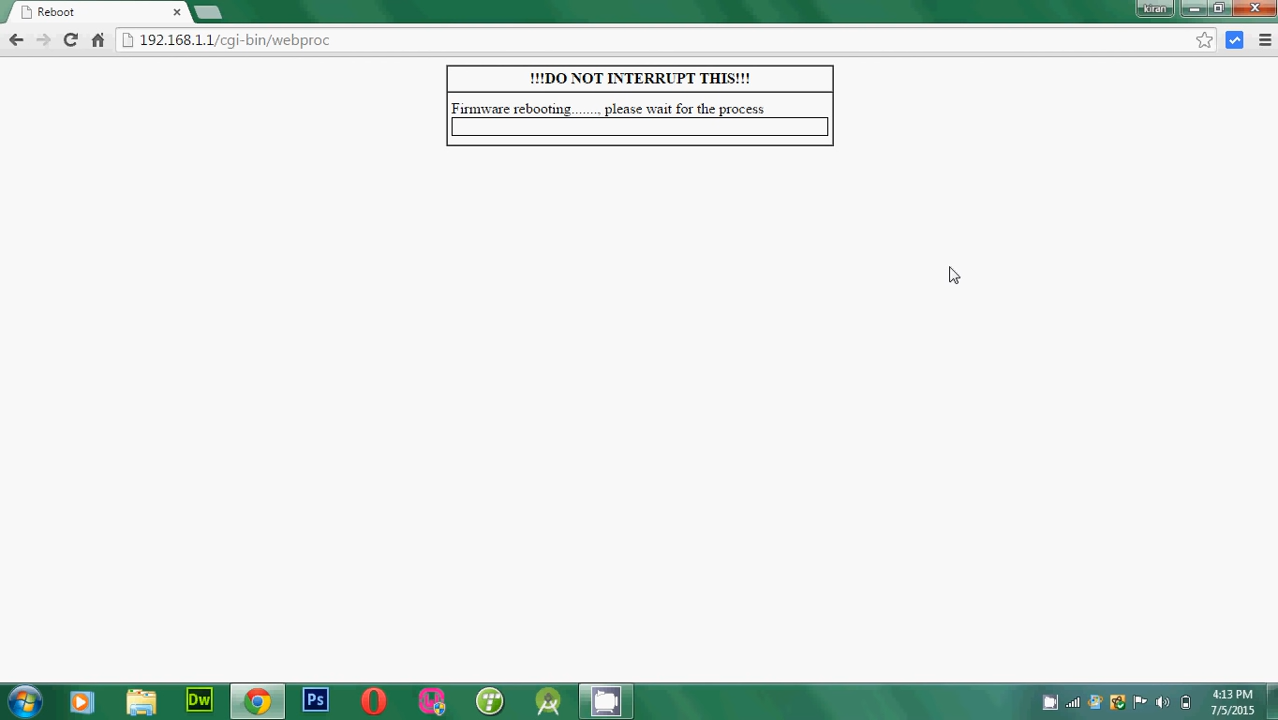 Reboot
kiran
192.168.1.1/cgi-bin/webproc
!!!DO NOT INTERRUPT THIS!!!
Firmware rebooting......., please wait for the process
Dw
Ps
4:13 PM
7/5/2015